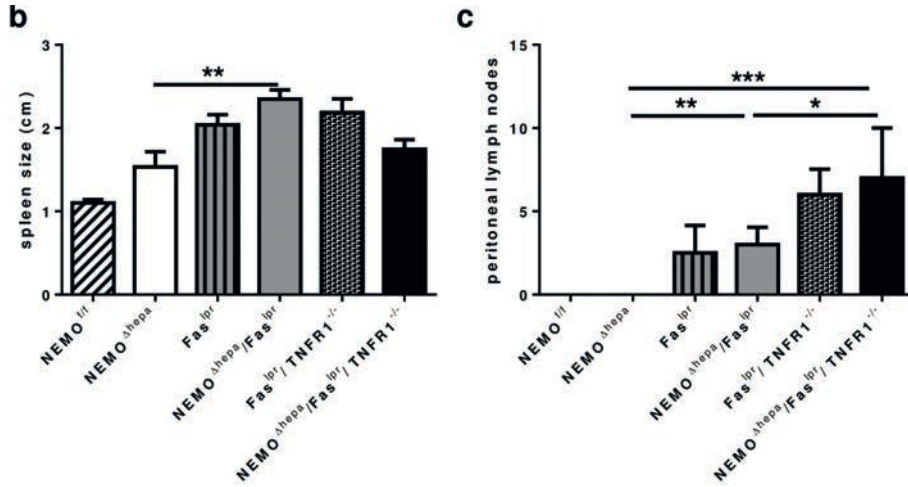 b
c
spleen size (cm)
3
2
1
0
**
NEMO f/f
NEMO Δhepa
Fas lpr
NEMO Δhepa/Fas lpr
Fas lpr/ TNFR1 -/-
NEMO Δhepa/Fas lpr/ TNFR1 -/-
peritoneal lymph nodes
15
10
5
0
***
**
*
NEMO f/f
NEMO Δhepa
Fas lpr
NEMO Δhepa/Fas lpr
Fas lpr/ TNFR1 -/-
NEMO Δhepa/Fas lpr/ TNFR1 -/-